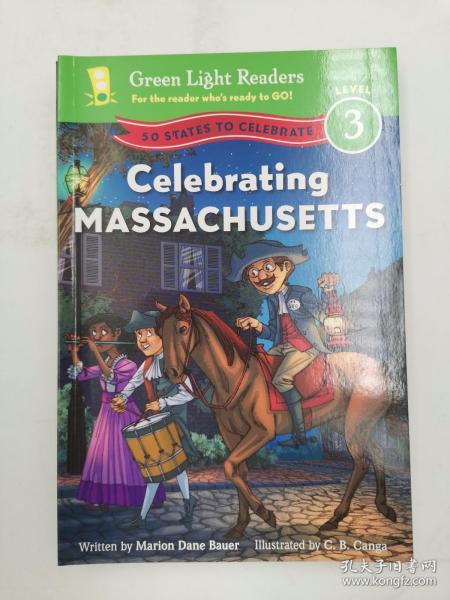 Green Light Readers
For the reader who's ready to GO!
LEVEL
3
50 STATES TO CELEBRATE
Celebrating
MASSACHUSETTS
Written by Marion Dane Bauer Illustrated by C. B. Canga
孔夫子旧书网
www.kongfz.com